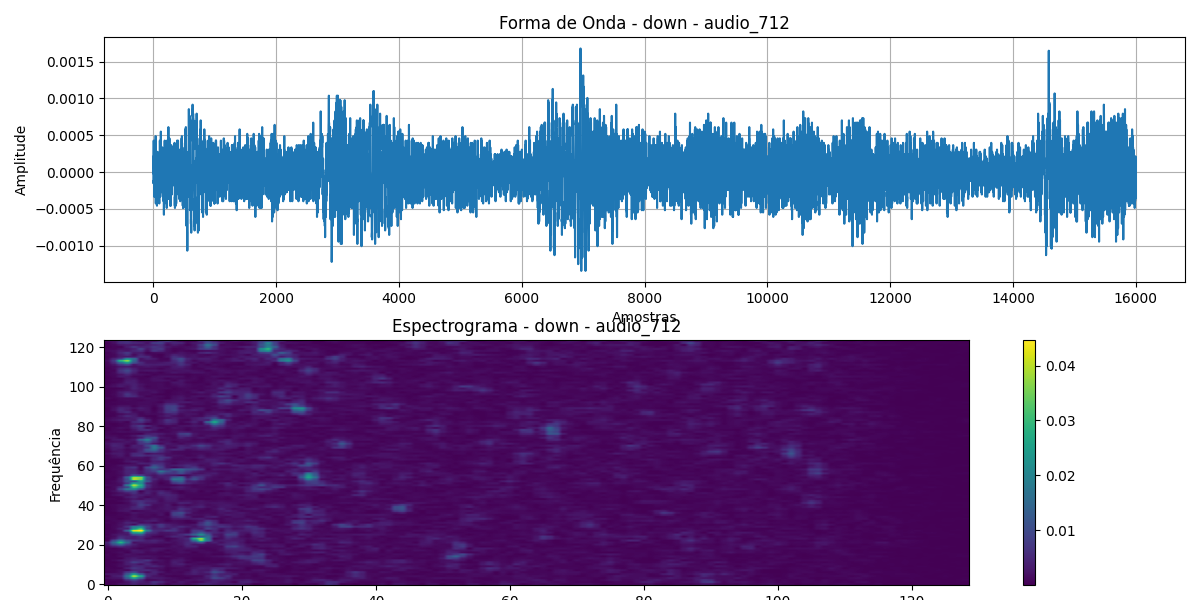 Forma de Onda - down - audio_712
Amplitude
0.0015
0.0010
0.0005
0.0000
−0.0005
−0.0010
0 2000 4000 6000 8000 10000 12000 14000 16000
Amostras
Espectrograma - down - audio_712
Frequência
120
100
80
60
40
20
0
0 20 40 60 80 100 120
0.04
0.03
0.02
0.01